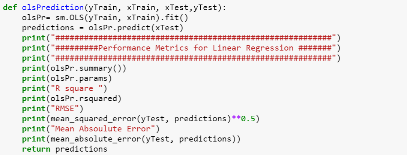 def olsPrediction(yTrain, xTrain, xTest,yTest):
olsPr= sm.OLS(yTrain, xTrain).fit()
predictions = olsPr.predict(xTest)
print("##########################################################")
print("#########Performance Metrics for Linear Regression #######")
print("##########################################################")
print(olsPr.summary())
print(olsPr.params)
print("R square ")
print(olsPr.rsquared)
print("RMSE")
print(mean_squared_error(yTest, predictions)**0.5)
print("Mean Absoulute Error")
print(mean_absolute_error(yTest, predictions))
return predictions